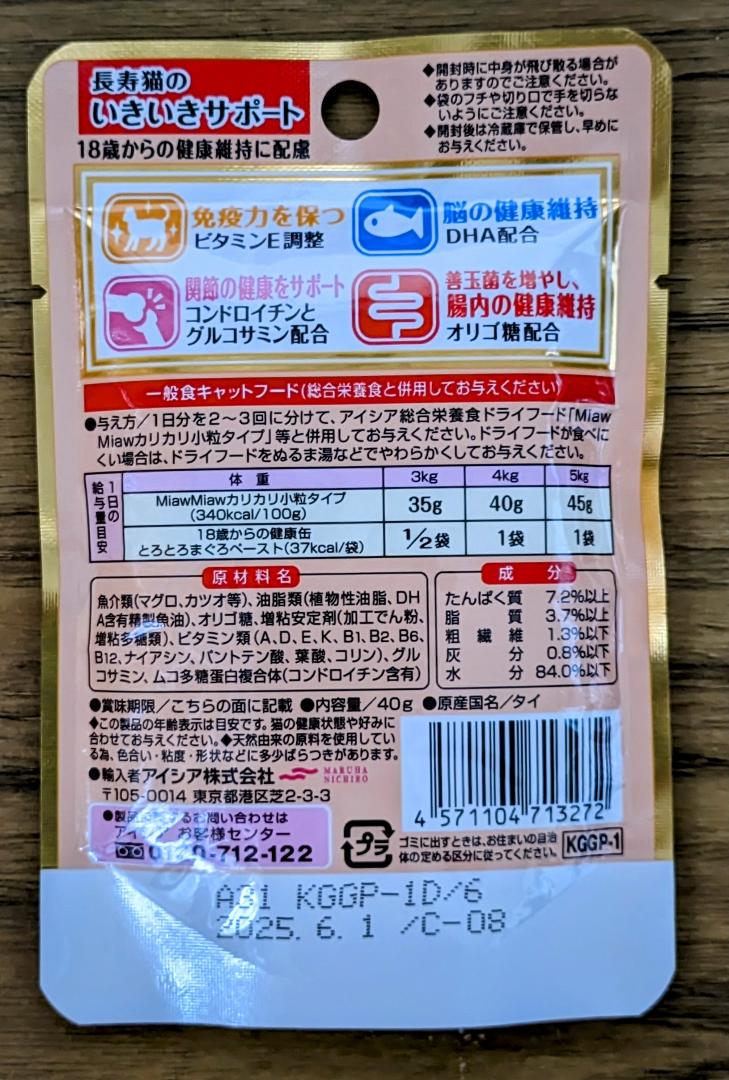 長寿猫の
いきいきサポート
18歳からの健康維持に配慮
◆開封時に中身が飛び散る場合が
ありますのでご注意ください。
◆袋のフチや切り口で手を切らな
いようにご注意ください。
◆開封後は冷蔵庫で保管し、早めに
お与えください。
免疫力を保つ
ビタミンE調整
脳の健康維持
DHA配合
関節の健康をサポート
コンドロイチンと
グルコサミン配合
善玉菌を増やし、
腸内の健康維持
オリゴ糖配合
一般食キャットフード(総合栄養食と併用してお与えください)
●与え方/1日分を2〜3回に分けて、アイシア総合栄養食ドライフード「Miaw
Miawカリカリ小粒タイプ」等と併用してお与えください。ドライフードが食べに
くい場合は、ドライフードをぬるま湯などでやわらかくしてお与えください。
1日の給与量目安
体重 3kg 4kg 5kg
MiawMiawカリカリ小粒タイプ
(340kcal/100g) 35g 40g 45g
18歳からの健康缶
とろとろまぐろペースト(37kcal/袋) 1/2袋 1袋 1袋
原材料名
魚介類(マグロ、カツオ等)、油脂類(植物性油脂、DH
A含有精製魚油)、オリゴ糖、増粘安定剤(加工でん粉、
増粘多糖類)、ビタミン類(A、D、E、K、B1、B2、B6、
B12、ナイアシン、パントテン酸、葉酸、コリン)、グル
コサミン、ムコ多糖蛋白複合体(コンドロイチン含有)
成分
たんぱく質 7.2%以上
脂質 3.7%以上
粗繊維 1.3%以下
灰分 0.8%以下
水分 84.0%以下
●賞味期限/こちらの面に記載 ●内容量/40g ●原産国名/タイ
◆この製品の年齢表示は目安です。猫の健康状態や好みに
合わせてお与えください。◆天然由来の原料を使用してい
る為、色合い・粘度・形状などに多少ばらつきがあります。
●輸入者アイシア株式会社 MARUHA NICHIRO
〒105-0014 東京都港区芝2-3-3
●製品に関するお問い合わせは
アイシア お客様センター
0120-712-122
4 571104 713272
プラ
ゴミに出すときは、お住まいの自治
体の定める区分に従ってください。
KGGP-1
KGGP-1D/6
2025. 6. 1 /C-08